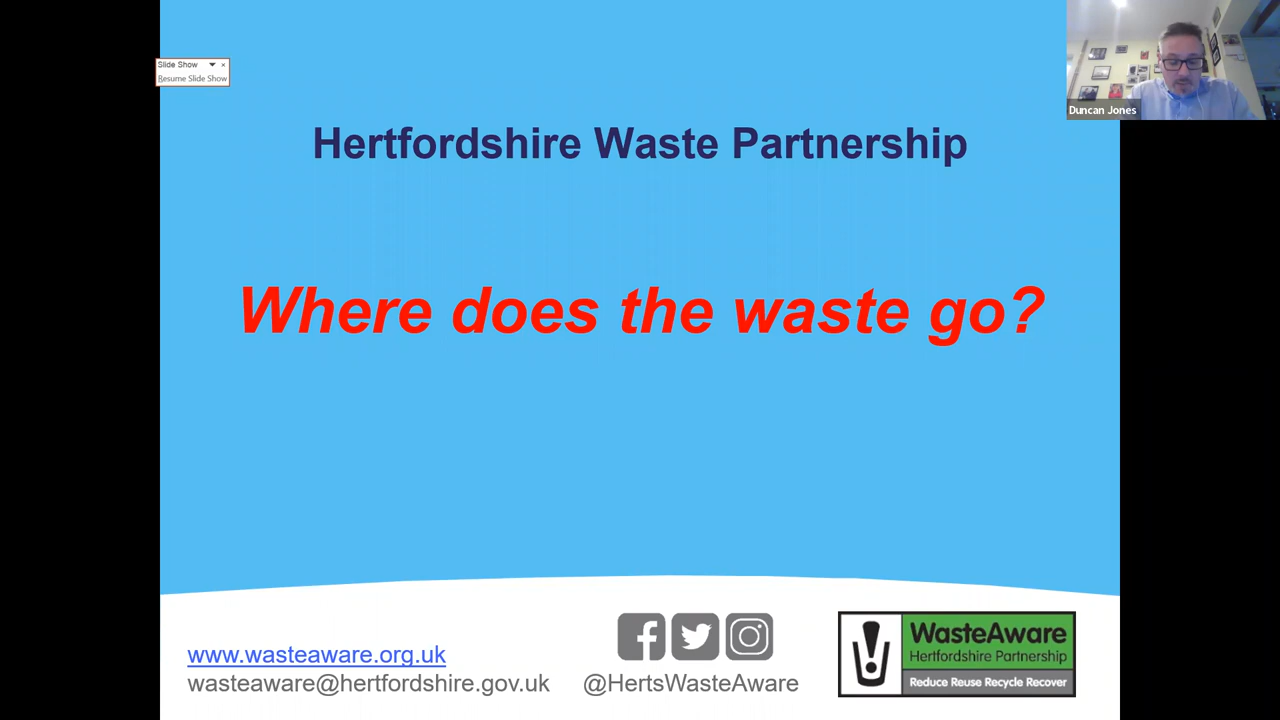 Slide Show
Resume Slide Show
Duncan Jones
Hertfordshire Waste Partnership
Where does the waste go?
www.wasteaware.org.uk
wasteaware@hertfordshire.gov.uk
@HertsWasteAware
WasteAware
Hertfordshire Partnership
Reduce Reuse Recycle Recover